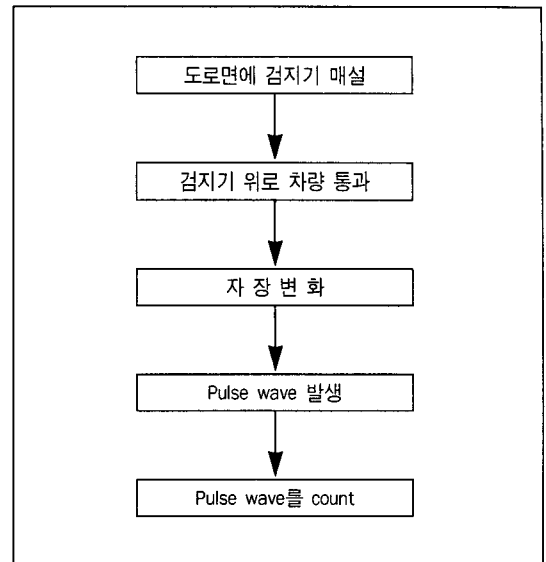 도로면에 검지기 매설
검지기 위로 차량 통과
자 장 변 화
Pulse wave 발생
Pulse wave를 count